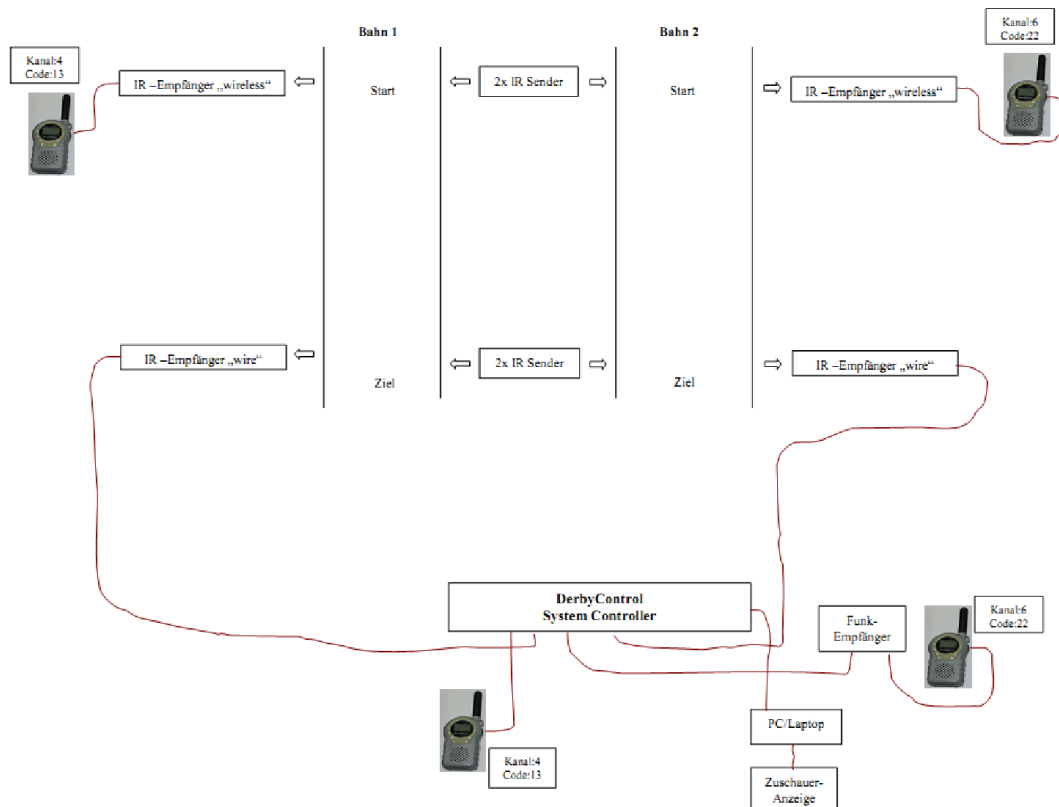 Bahn 1
Bahn 2
Kanal:4
Code:13
IR –Empfänger „wireless“
Start
2x IR Sender
Start
IR –Empfänger „wireless“
Kanal:6
Code:22
IR –Empfänger „wire“
Ziel
2x IR Sender
Ziel
IR –Empfänger „wire“
DerbyControl
System Controller
Funk-
Empfänger
Kanal:6
Code:22
Kanal:4
Code:13
PC/Laptop
Zuschauer-
Anzeige